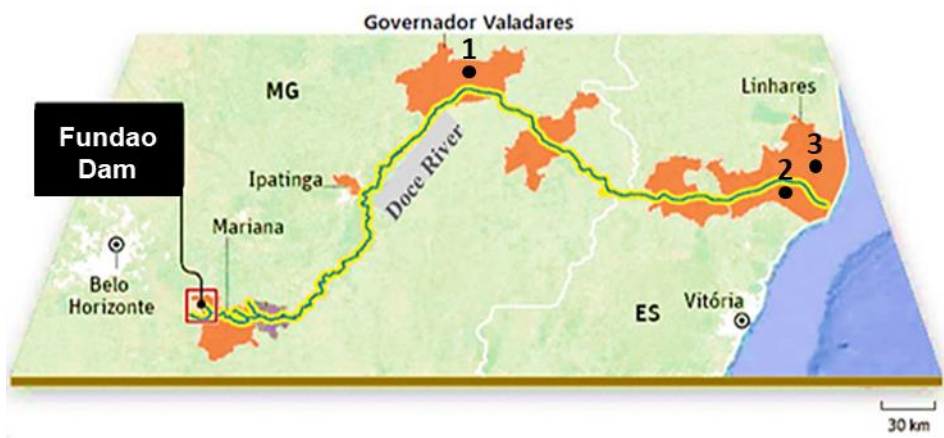 Governador Valadares
1
MG
Linhares
Fundao
Dam
3
2
Ipatinga
Doce River
Mariana
Belo
Horizonte
ES
Vitória
30 km